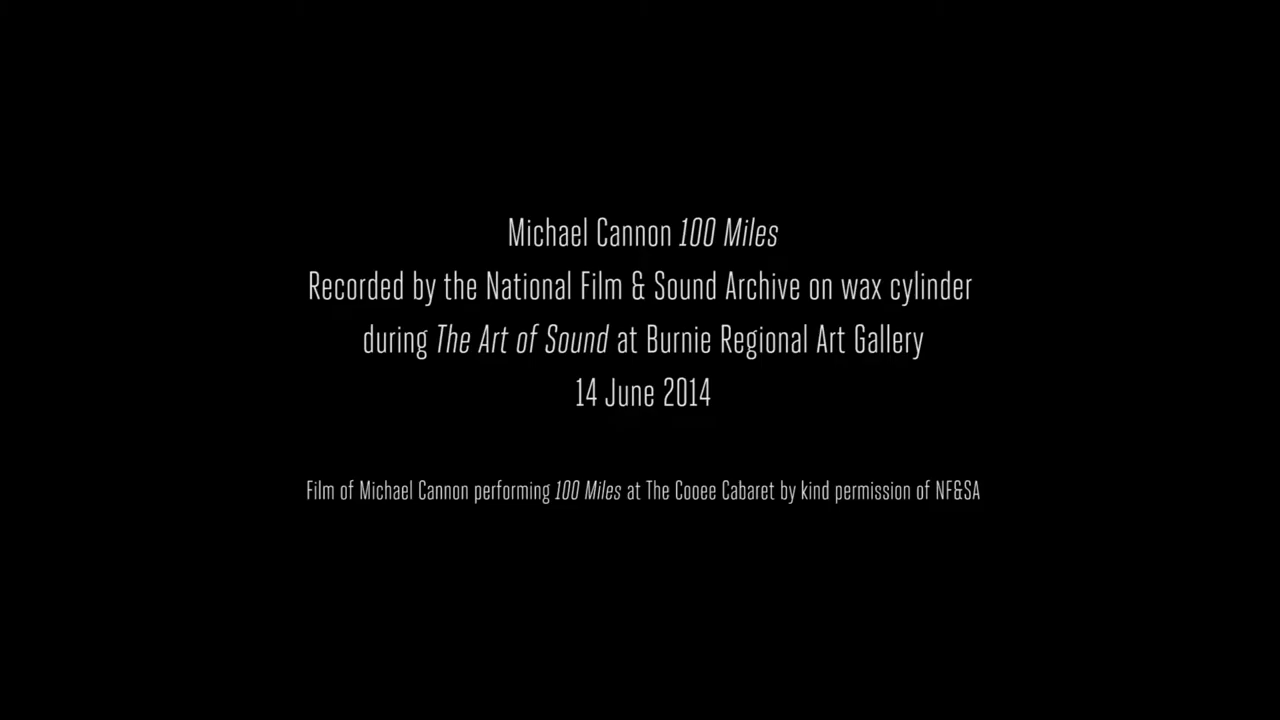 Michael Cannon 100 Miles
Recorded by the National Film & Sound Archive on wax cylinder
during The Art of Sound at Burnie Regional Art Gallery
14 June 2014
Film of Michael Cannon performing 100 Miles at The Cooee Cabaret by kind permission of NF&SA